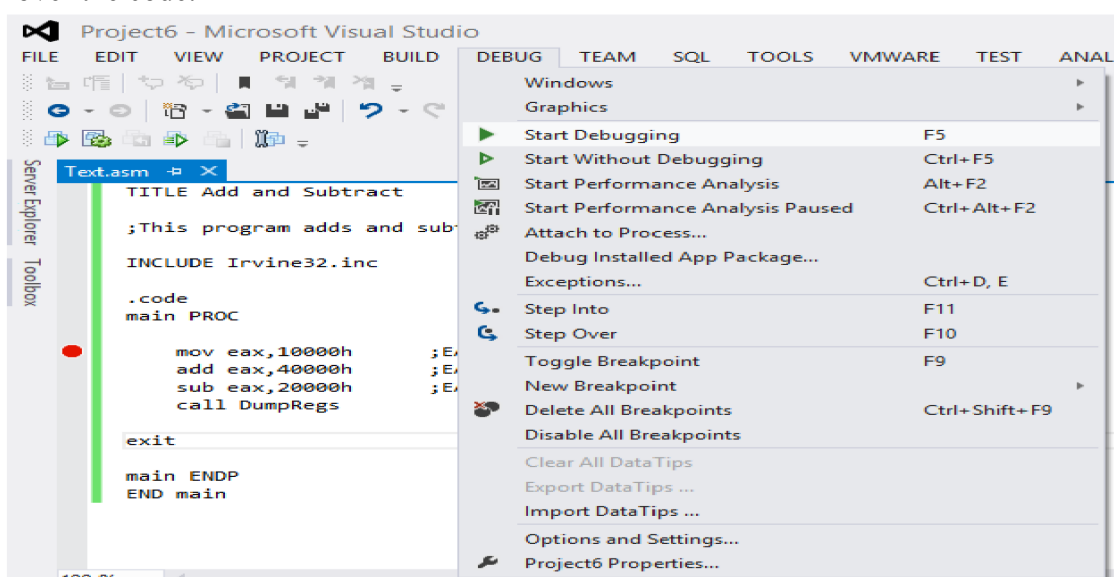 Project6 - Microsoft Visual Studio
FILE EDIT VIEW PROJECT BUILD DEBUG TEAM SQL TOOLS VMWARE TEST ANAL
Windows
Graphics
Start Debugging F5
Start Without Debugging Ctrl+F5
Start Performance Analysis Alt+F2
Start Performance Analysis Paused Ctrl+Alt+F2
Attach to Process...
Debug Installed App Package...
Exceptions... Ctrl+D, E
Step Into F11
Step Over F10
Toggle Breakpoint F9
New Breakpoint
Delete All Breakpoints Ctrl+Shift+F9
Disable All Breakpoints
Clear All DataTips
Export DataTips ...
Import DataTips ...
Options and Settings...
Project6 Properties...
Server Explorer
Toolbox
Text.asm
TITLE Add and Subtract
;This program adds and sub
INCLUDE Irvine32.inc
.code
main PROC
mov eax,10000h ;E
add eax,40000h ;E
sub eax,20000h ;E
call DumpRegs
exit
main ENDP
END main